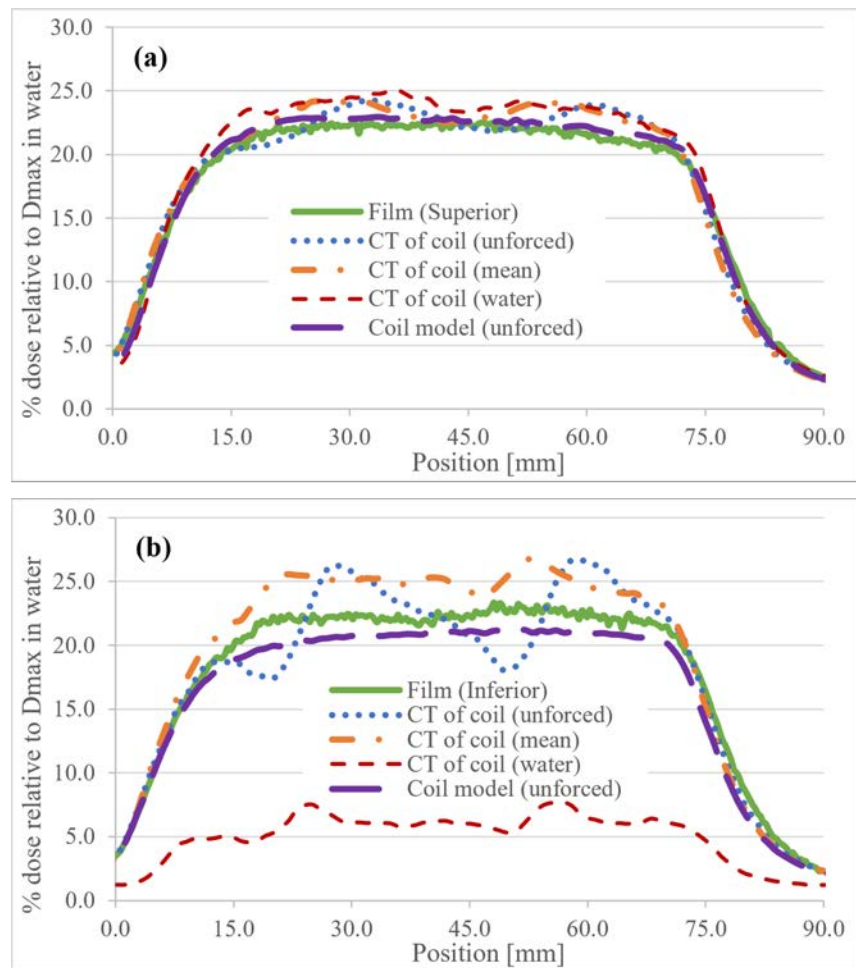 (a)
% dose relative to Dmax in water
30.0
25.0
20.0
15.0
10.0
5.0
0.0
Film (Superior)
CT of coil (unforced)
CT of coil (mean)
CT of coil (water)
Coil model (unforced)
0.0 15.0 30.0 45.0 60.0 75.0 90.0
Position [mm]
(b)
% dose relative to Dmax in water
30.0
25.0
20.0
15.0
10.0
5.0
0.0
Film (Inferior)
CT of coil (unforced)
CT of coil (mean)
CT of coil (water)
Coil model (unforced)
0.0 15.0 30.0 45.0 60.0 75.0 90.0
Position [mm]